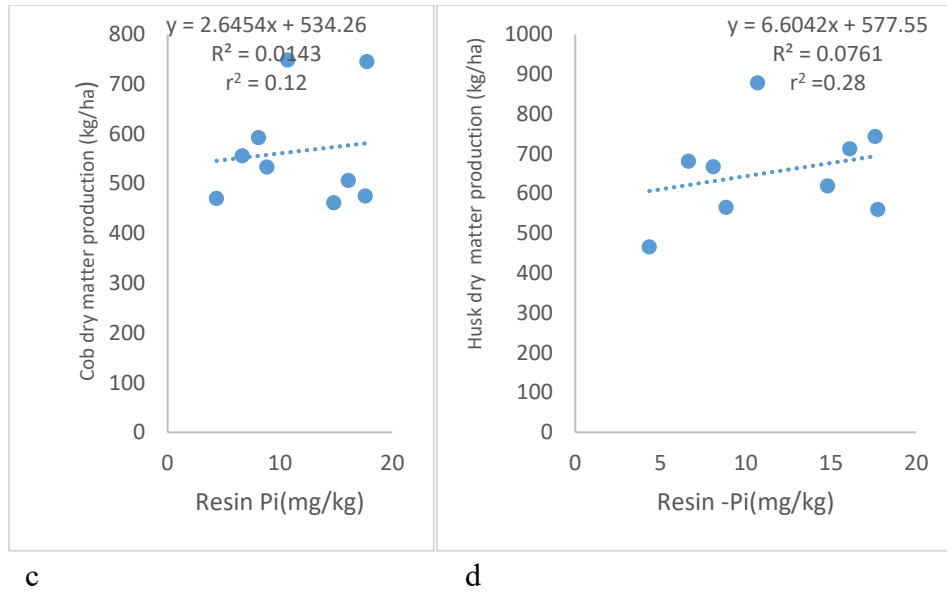 y = 2.6454x + 534.26
R² = 0.0143
r² = 0.12
Cob dry matter production (kg/ha)
800
700
600
500
400
300
200
100
0
0 10 20
Resin Pi(mg/kg)
y = 6.6042x + 577.55
R² = 0.0761
r² =0.28
Husk dry matter production (kg/ha)
1000
900
800
700
600
500
400
300
200
100
0
0 5 10 15 20
Resin -Pi(mg/kg)
c d